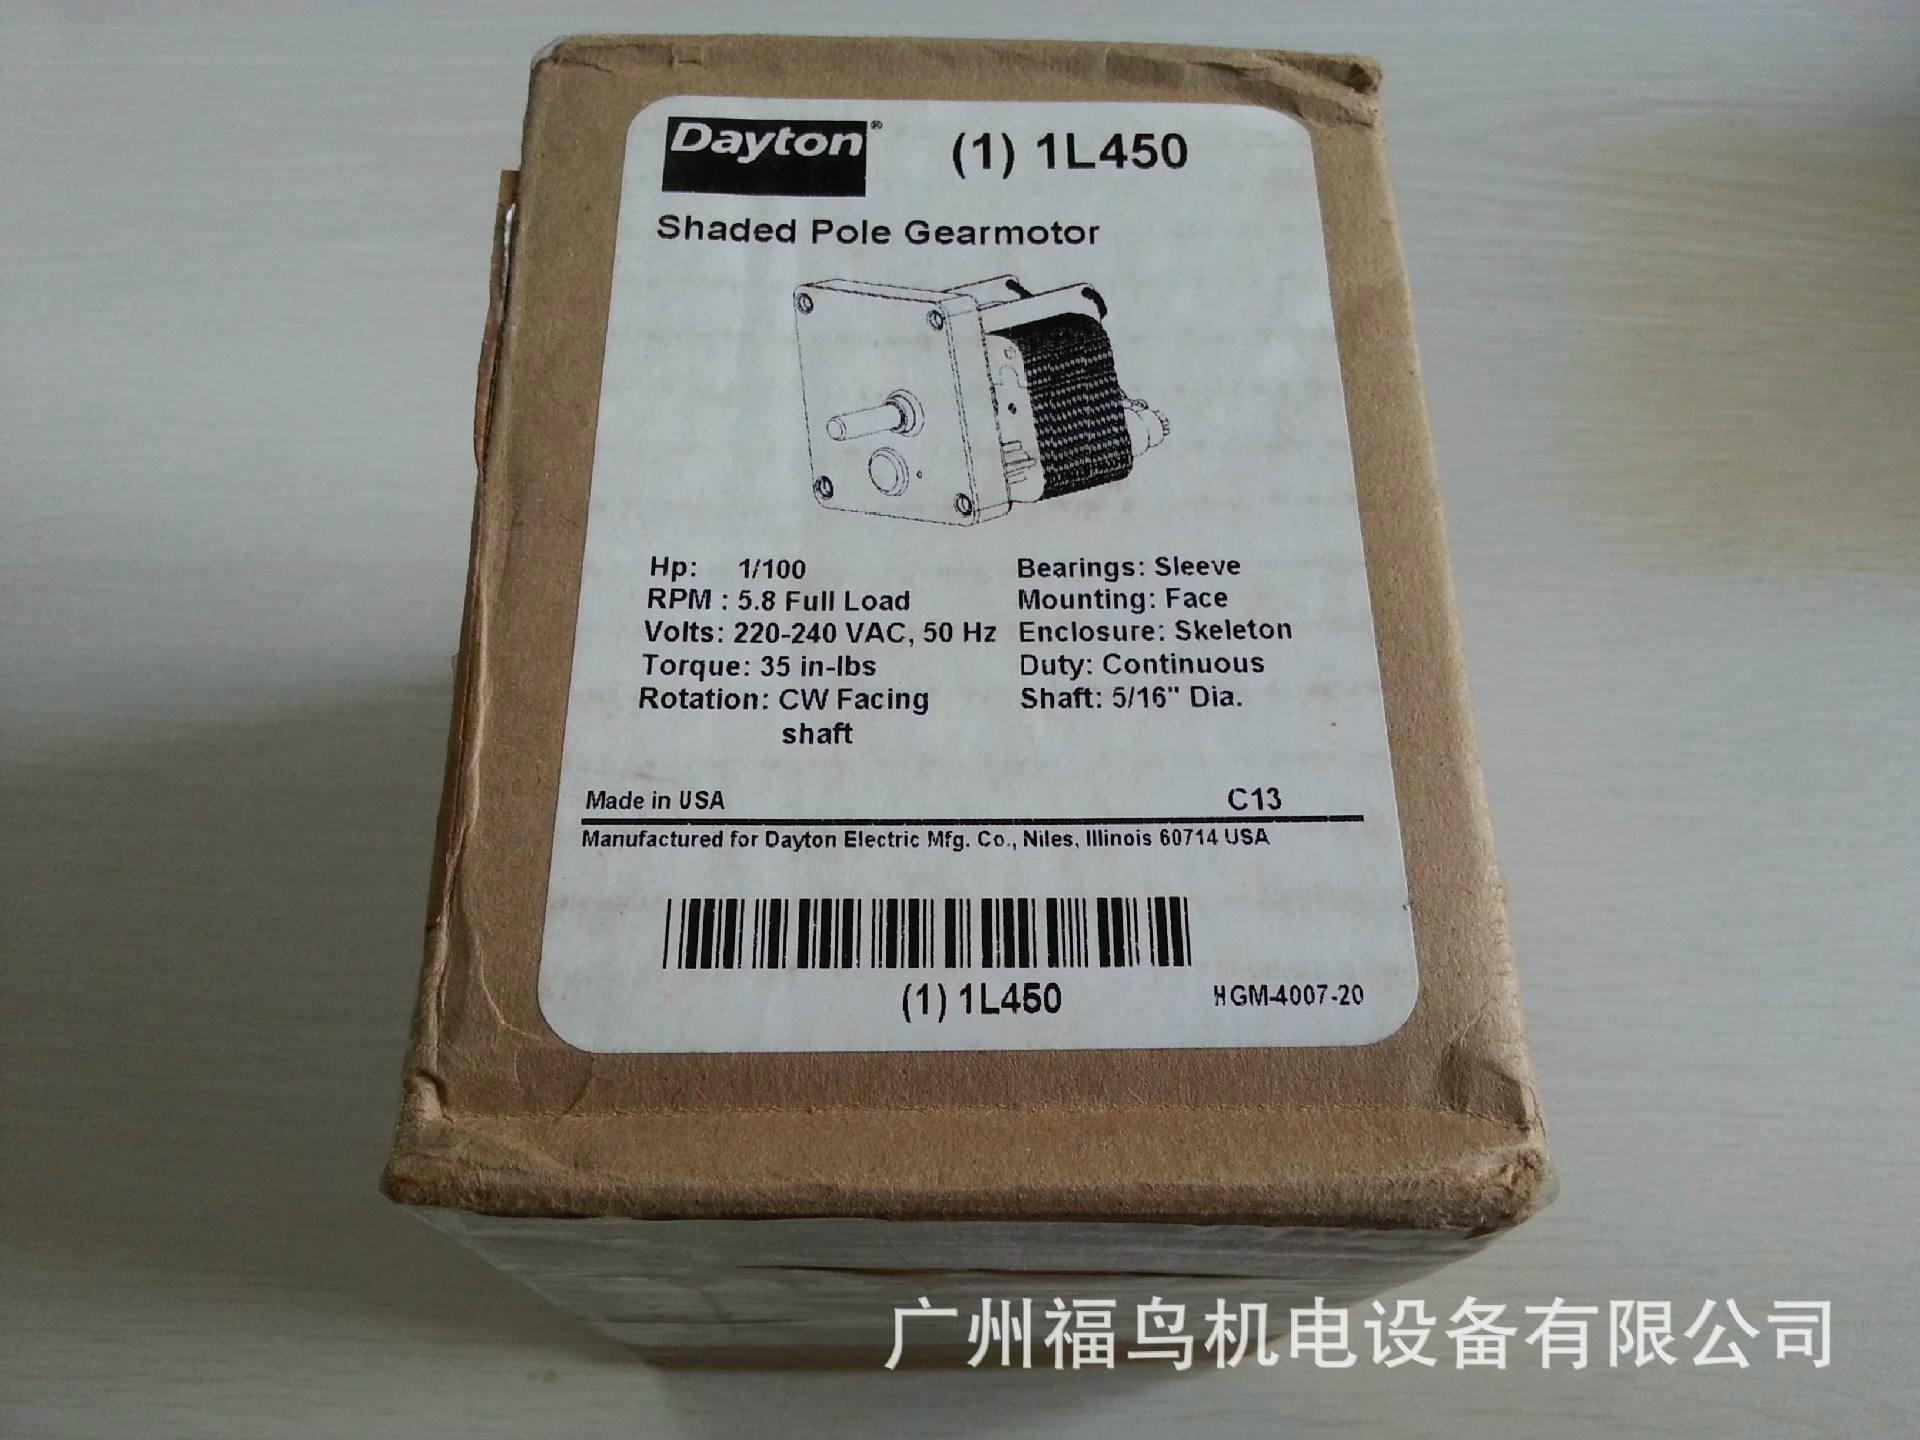 Dayton® (1) 1L450
Shaded Pole Gearmotor
Hp: 1/100
RPM : 5.8 Full Load
Volts: 220-240 VAC, 50 Hz
Torque: 35 in-lbs
Rotation: CW Facing
shaft
Bearings: Sleeve
Mounting: Face
Enclosure: Skeleton
Duty: Continuous
Shaft: 5/16" Dia.
Made in USA C13
Manufactured for Dayton Electric Mfg. Co., Niles, Illinois 60714 USA
(1) 1L450 HGM-4007-20
广州福鸟机电设备有限公司